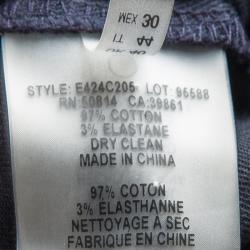 MEX 30
STYLE: E424C205 LOT: 96588
RN:50814 CA:39861
97% COTTON
3% ELASTANE
DRY CLEAN
MADE IN CHINA
97% COTON
3% ELASTHANNE
NETTOYAGE A SEC
FABRIQUE EN CHINE